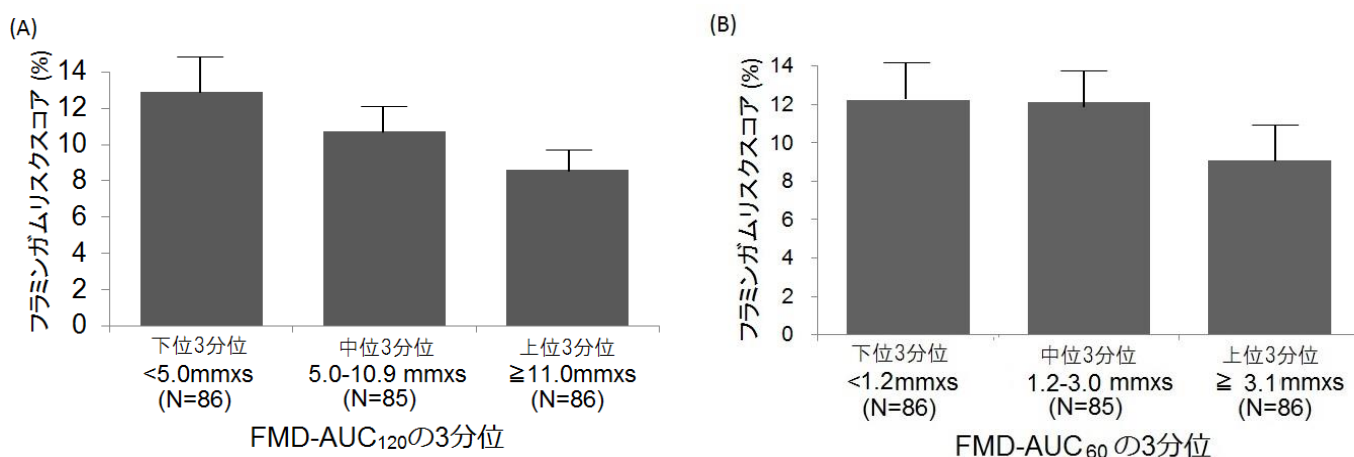 (A)
フラミンガムリスクスコア (%)
14
12
10
8
6
4
2
0
下位3分位 中位3分位 上位3分位
<5.0mmxs 5.0-10.9 mmxs ≧11.0mmxs
(N=86) (N=85) (N=86)
FMD-AUC₁₂₀の3分位
(B)
フラミンガムリスクスコア (%)
14
12
10
8
6
4
2
0
下位3分位 中位3分位 上位3分位
<1.2mmxs 1.2-3.0 mmxs ≧ 3.1mmxs
(N=86) (N=85) (N=86)
FMD-AUC₆₀ の3分位